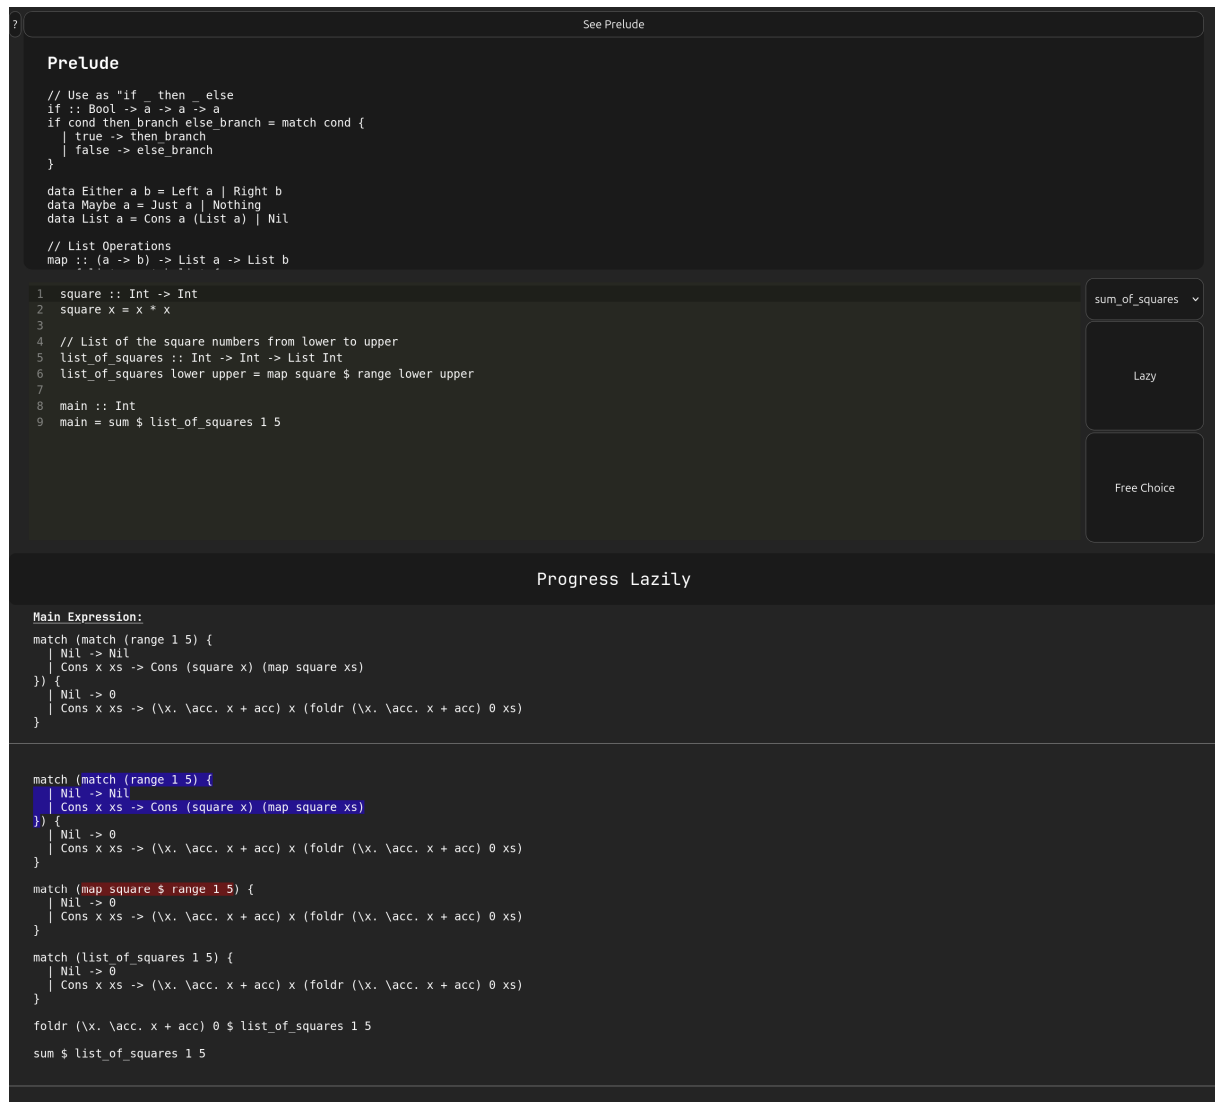 ?
See Prelude
Prelude
// Use as "if _ then _ else
if :: Bool -> a -> a -> a
if cond then_branch else_branch = match cond {
  | true -> then_branch
  | false -> else_branch
}
data Either a b = Left a | Right b
data Maybe a = Just a | Nothing
data List a = Cons a (List a) | Nil
// List Operations
map :: (a -> b) -> List a -> List b
1 square :: Int -> Int
2 square x = x * x
3
4 // List of the square numbers from lower to upper
5 list_of_squares :: Int -> Int -> List Int
6 list_of_squares lower upper = map square $ range lower upper
7
8 main :: Int
9 main = sum $ list_of_squares 1 5
sum_of_squares
Lazy
Free Choice
Progress Lazily
Main Expression:
match (match (range 1 5) {
  | Nil -> Nil
  | Cons x xs -> Cons (square x) (map square xs)
}) {
  | Nil -> 0
  | Cons x xs -> (\x. \acc. x + acc) x (foldr (\x. \acc. x + acc) 0 xs)
}
match (match (range 1 5) {
  | Nil -> Nil
  | Cons x xs -> Cons (square x) (map square xs)
}) {
  | Nil -> 0
  | Cons x xs -> (\x. \acc. x + acc) x (foldr (\x. \acc. x + acc) 0 xs)
}
match (map square $ range 1 5) {
  | Nil -> 0
  | Cons x xs -> (\x. \acc. x + acc) x (foldr (\x. \acc. x + acc) 0 xs)
}
match (list_of_squares 1 5) {
  | Nil -> 0
  | Cons x xs -> (\x. \acc. x + acc) x (foldr (\x. \acc. x + acc) 0 xs)
}
foldr (\x. \acc. x + acc) 0 $ list_of_squares 1 5
sum $ list_of_squares 1 5